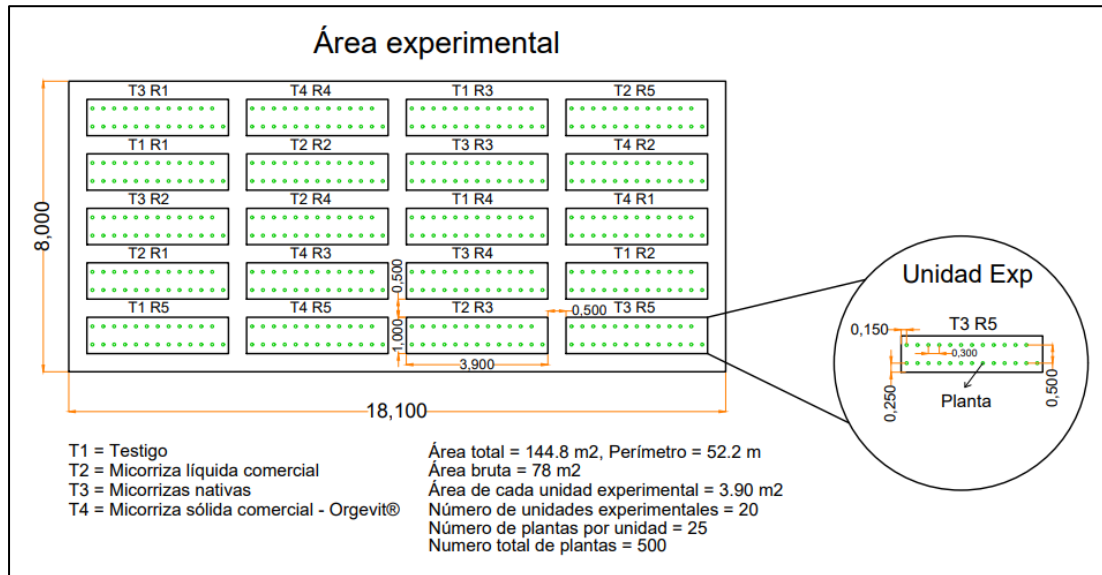 Área experimental
T3 R1 T4 R4 T1 R3 T2 R5
T1 R1 T2 R2 T3 R3 T4 R2
T3 R2 T2 R4 T1 R4 T4 R1
8,000
T2 R1 T4 R3 T3 R4 T1 R2
0,500
T1 R5 T4 R5 T2 R3 T3 R5
0,500
1,000
3,900
18,100
Unidad Exp
T3 R5
0,150
0,300
0,500
0,250
Planta
T1 = Testigo
T2 = Micorriza líquida comercial
T3 = Micorrizas nativas
T4 = Micorriza sólida comercial - Orgevit®
Área total = 144.8 m2, Perímetro = 52.2 m
Área bruta = 78 m2
Área de cada unidad experimental = 3.90 m2
Número de unidades experimentales = 20
Número de plantas por unidad = 25
Numero total de plantas = 500